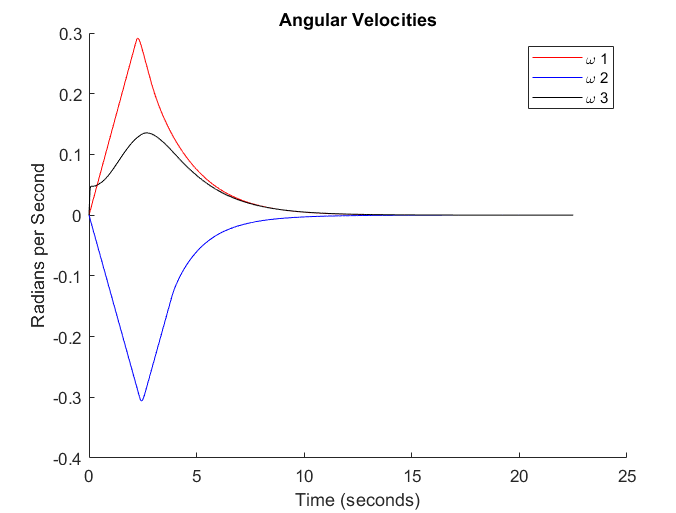 Angular Velocities
ω 1
ω 2
ω 3
0.3
0.2
0.1
0
-0.1
-0.2
-0.3
-0.4
Radians per Second
0 5 10 15 20 25
Time (seconds)